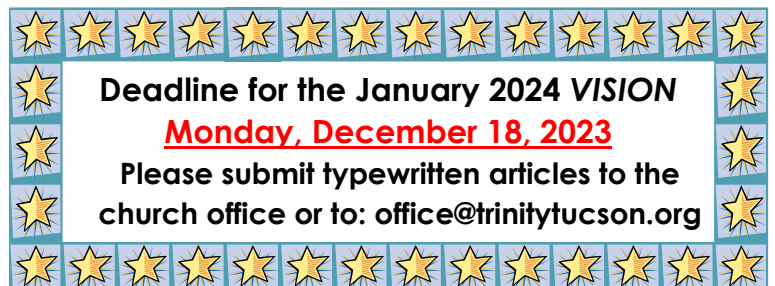 Deadline for the January 2024 VISION
Monday, December 18, 2023
Please submit typewritten articles to the
church office or to: office@trinitytucson.org